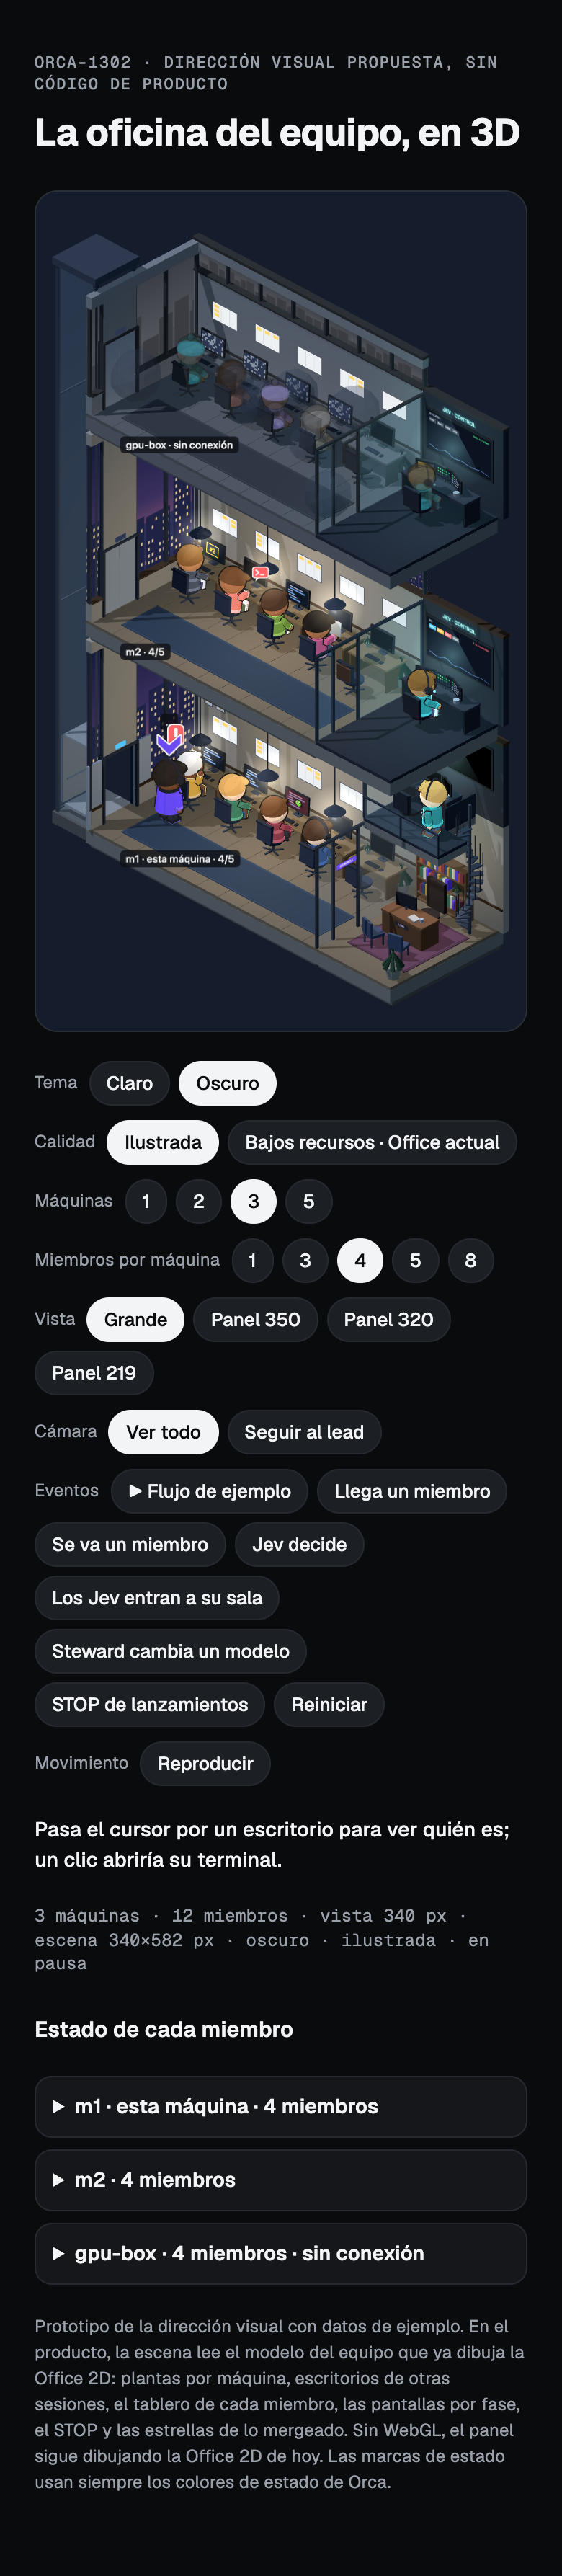 ORCA-1302 · DIRECCIÓN VISUAL PROPUESTA, SIN
CÓDIGO DE PRODUCTO
La oficina del equipo, en 3D
JEV CONTROL
gpu-box · sin conexión
JEV CONTROL
m2 · 4/5
m1 · esta máquina · 4/5
Tema Claro Oscuro
Calidad Ilustrada Bajos recursos · Office actual
Máquinas 1 2 3 5
Miembros por máquina 1 3 4 5 8
Vista Grande Panel 350 Panel 320
Panel 219
Cámara Ver todo Seguir al lead
Eventos ▶ Flujo de ejemplo Llega un miembro
Se va un miembro Jev decide
Los Jev entran a su sala
Steward cambia un modelo
STOP de lanzamientos Reiniciar
Movimiento Reproducir
Pasa el cursor por un escritorio para ver quién es;
un clic abriría su terminal.
3 máquinas · 12 miembros · vista 340 px ·
escena 340×582 px · oscuro · ilustrada · en
pausa
Estado de cada miembro
▶ m1 · esta máquina · 4 miembros
▶ m2 · 4 miembros
▶ gpu-box · 4 miembros · sin conexión
Prototipo de la dirección visual con datos de ejemplo. En el
producto, la escena lee el modelo del equipo que ya dibuja la
Office 2D: plantas por máquina, escritorios de otras
sesiones, el tablero de cada miembro, las pantallas por fase,
el STOP y las estrellas de lo mergeado. Sin WebGL, el panel
sigue dibujando la Office 2D de hoy. Las marcas de estado
usan siempre los colores de estado de Orca.